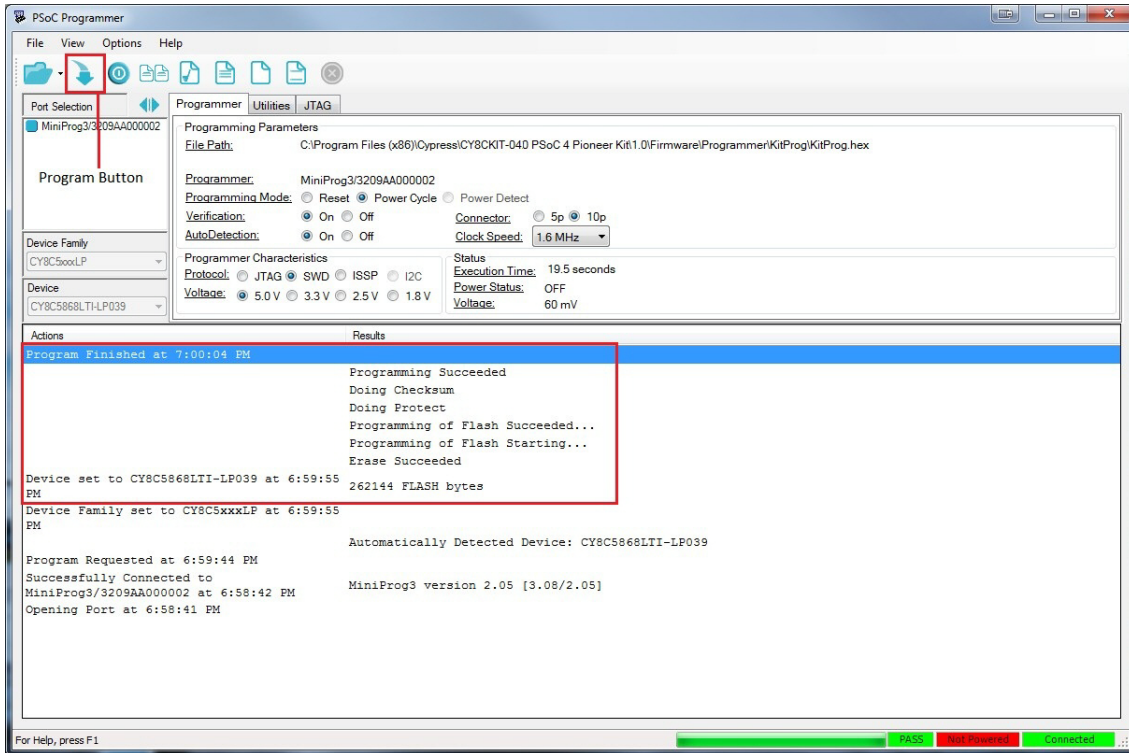 PSoC Programmer
File View Options Help
Port Selection
Programmer Utilities JTAG
MiniProg3/3209AA000002
Program Button
Programming Parameters
File Path: C:\Program Files (x86)\Cypress\CY8CKIT-040 PSoC 4 Pioneer Kit\1.0\Firmware\Programmer\KitProg\KitProg.hex
Programmer: MiniProg3/3209AA000002
Programming Mode: Reset Power Cycle Power Detect
Verification: On Off Connector: 5p 10p
AutoDetection: On Off Clock Speed: 1.6 MHz
Device Family
CY8C5xxxLP
Device
CY8C5868LTI-LP039
Programmer Characteristics
Protocol: JTAG SWD ISSP I2C
Voltage: 5.0 V 3.3 V 2.5 V 1.8 V
Status
Execution Time: 19.5 seconds
Power Status: OFF
Voltage: 60 mV
Actions Results
Program Finished at 7:00:04 PM
Programming Succeeded
Doing Checksum
Doing Protect
Programming of Flash Succeeded...
Programming of Flash Starting...
Erase Succeeded
Device set to CY8C5868LTI-LP039 at 6:59:55
PM
262144 FLASH bytes
Device Family set to CY8C5xxxLP at 6:59:55
PM
Automatically Detected Device: CY8C5868LTI-LP039
Program Requested at 6:59:44 PM
Successfully Connected to
MiniProg3/3209AA000002 at 6:58:42 PM
MiniProg3 version 2.05 [3.08/2.05]
Opening Port at 6:58:41 PM
For Help, press F1
PASS Not Powered Connected